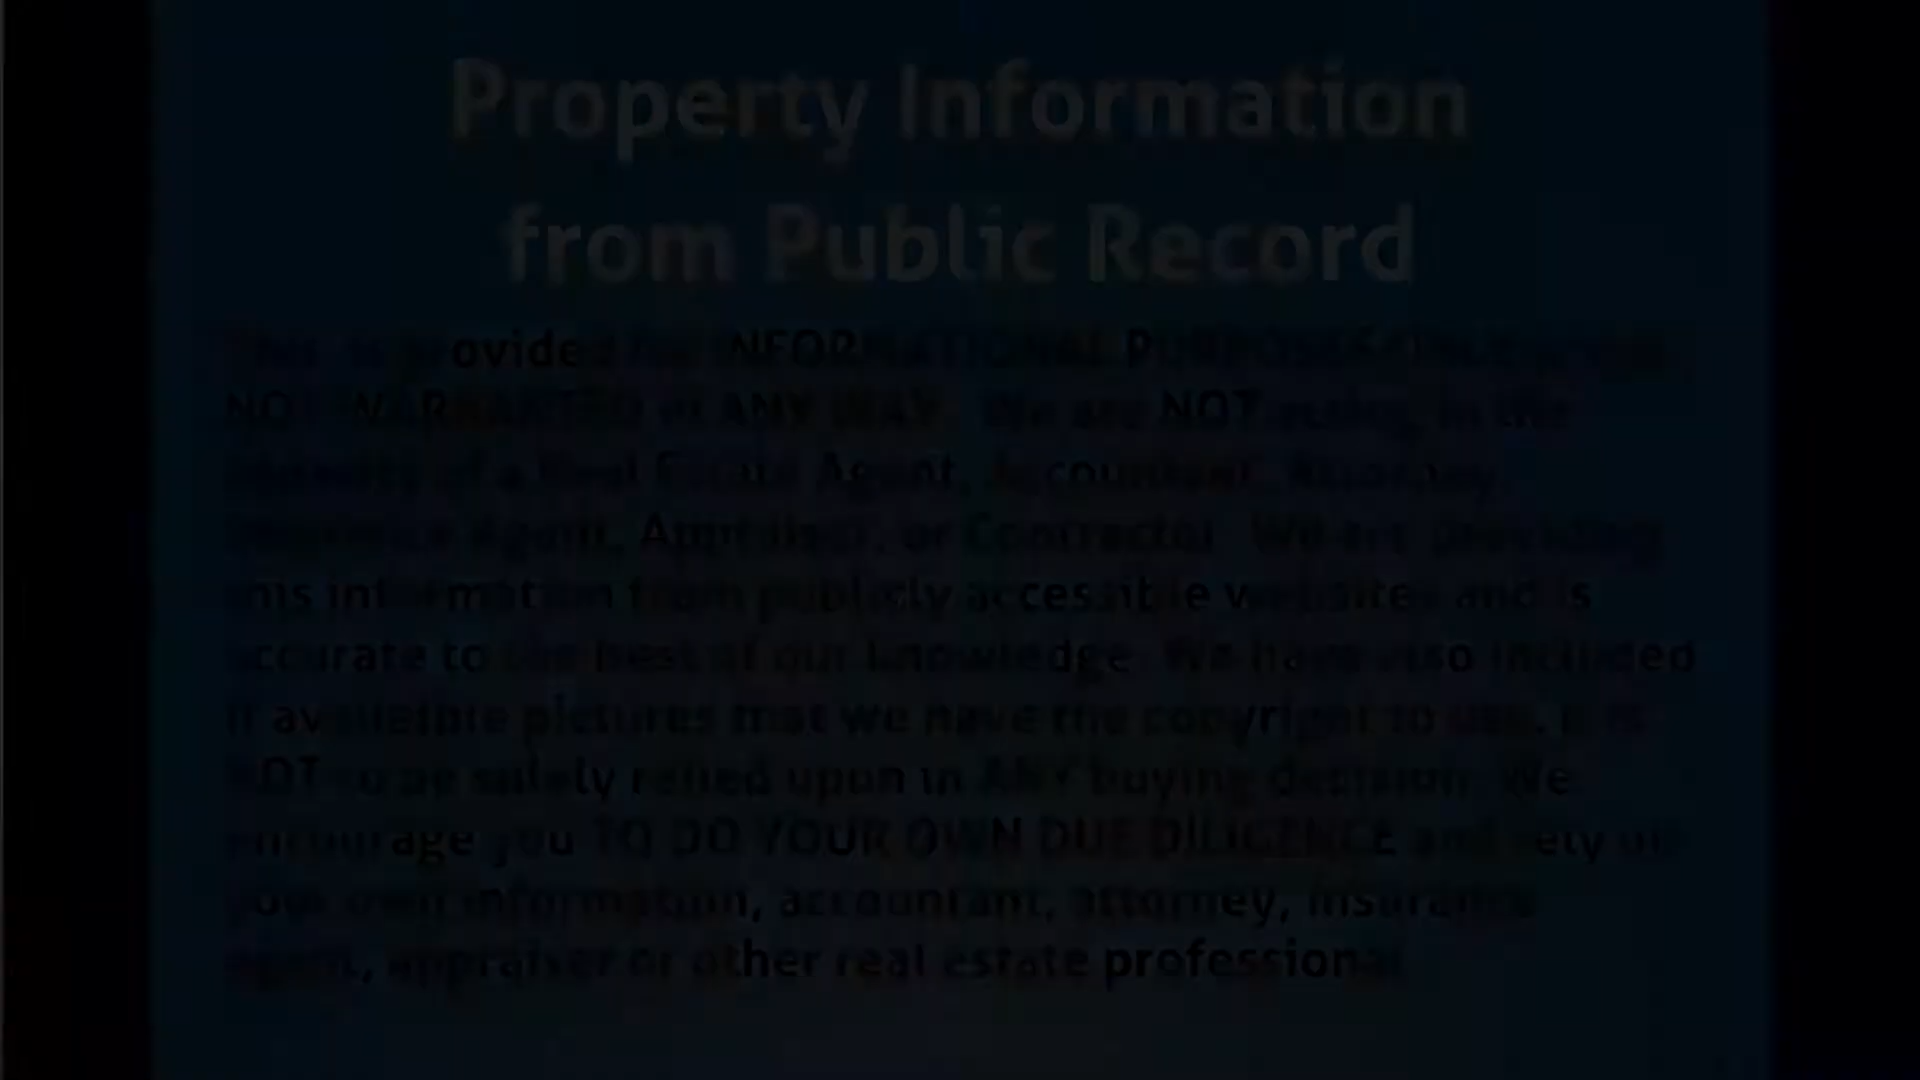 Property Information
from Public Record
This is provided for INFORMATIONAL PURPOSES ONLY
NOT WARRANTED in ANY WAY. We are NOT acting in the
of a Real Estate Agent, Accountant, Attorney,
Insurance Agent, Appraiser, or Contractor. We are providing
this information from publicly accessible websites and is
accurate to the best of our knowledge. We have also included
if pictures that we have the copyright to use. It is
NOT to be solely relied upon in ANY buying decision. We
encourage you TO DO YOUR OWN DUE DILIGENCE and rely on
your own information, accountant, attorney, insurance
agent, appraiser or other real estate professional.